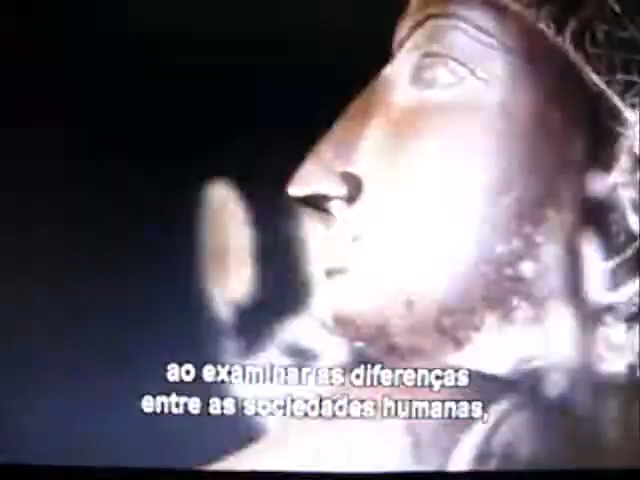 ao examinar as diferenças
entre as sociedades humanas,